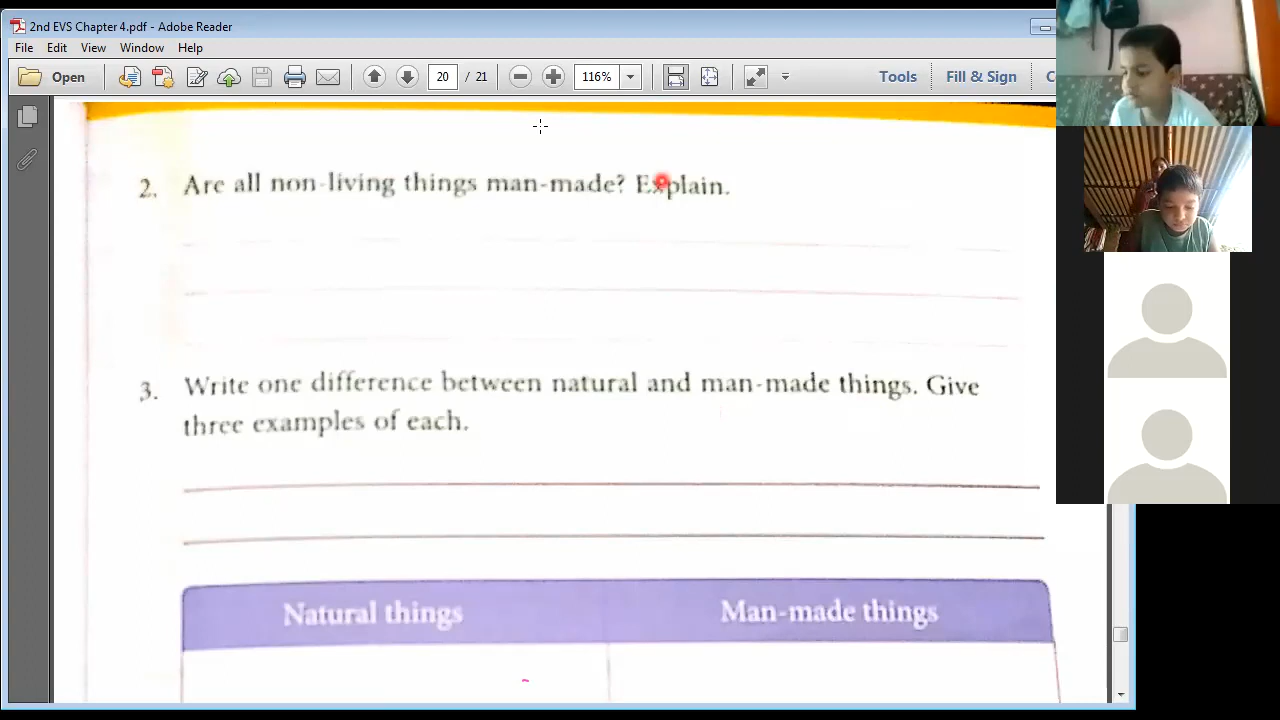 2nd EVS Chapter 4.pdf - Adobe Reader
File Edit View Window Help
Open 20 / 21 116% Tools Fill & Sign C
2. Are all non-living things man-made? Explain.
3. Write one difference between natural and man-made things. Give
three examples of each.
Natural things Man-made things